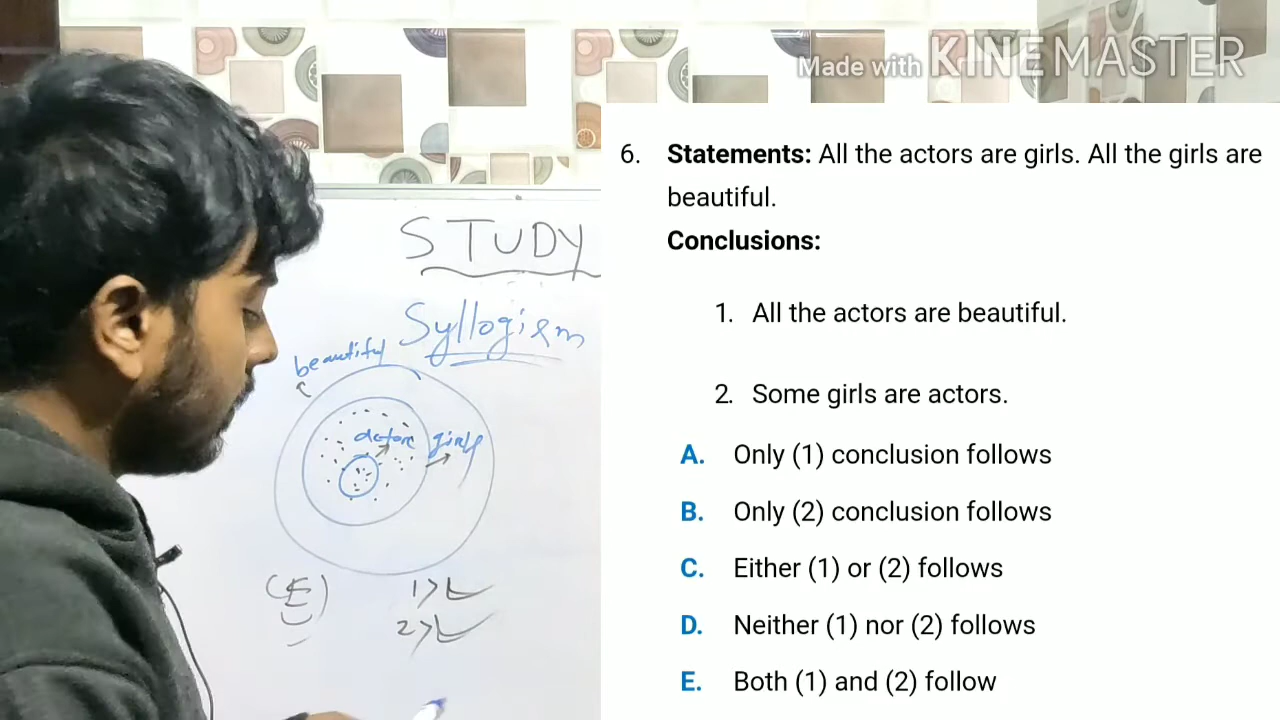 Made with KINEMASTER
STUDY
Syllogism
beautiful
actors girls
(E) 1>
2>
6. Statements: All the actors are girls. All the girls are
beautiful.
Conclusions:
1. All the actors are beautiful.
2. Some girls are actors.
A. Only (1) conclusion follows
B. Only (2) conclusion follows
C. Either (1) or (2) follows
D. Neither (1) nor (2) follows
E. Both (1) and (2) follow